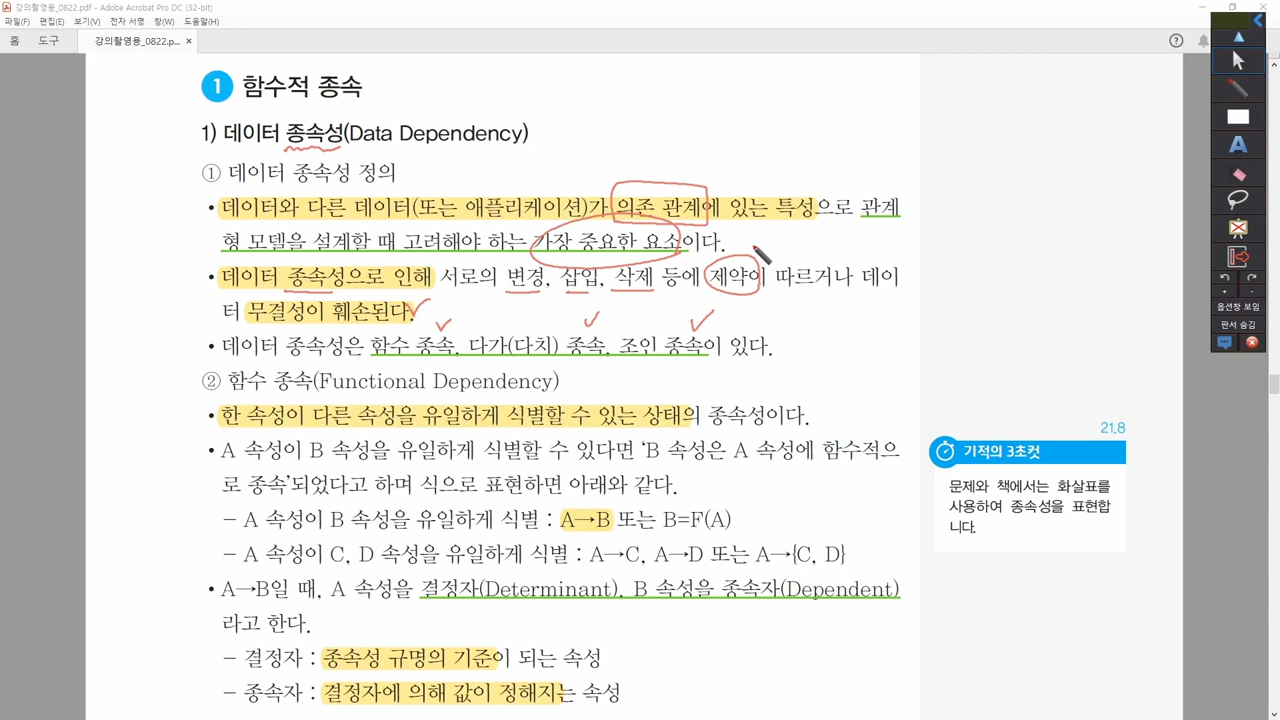 강의촬영용_0822.pdf - Adobe Acrobat Pro DC (32-bit)
파일(F) 편집(E) 보기(V) 전자 서명 창(W) 도움말(H)
홈 도구 강의촬영용_0822.p... ×
1 함수적 종속
1) 데이터 종속성(Data Dependency)
① 데이터 종속성 정의
• 데이터와 다른 데이터(또는 애플리케이션)가 의존 관계에 있는 특성으로 관계
형 모델을 설계할 때 고려해야 하는 가장 중요한 요소이다.
• 데이터 종속성으로 인해 서로의 변경, 삽입, 삭제 등에 제약이 따르거나 데이
터 무결성이 훼손된다.
• 데이터 종속성은 함수 종속, 다가(다치) 종속, 조인 종속이 있다.
② 함수 종속(Functional Dependency)
• 한 속성이 다른 속성을 유일하게 식별할 수 있는 상태의 종속성이다.
• A 속성이 B 속성을 유일하게 식별할 수 있다면 ‘B 속성은 A 속성에 함수적으
로 종속’되었다고 하며 식으로 표현하면 아래와 같다.
– A 속성이 B 속성을 유일하게 식별 : A→B 또는 B=F(A)
– A 속성이 C, D 속성을 유일하게 식별 : A→C, A→D 또는 A→{C, D}
• A→B일 때, A 속성을 결정자(Determinant), B 속성을 종속자(Dependent)
라고 한다.
– 결정자 : 종속성 규명의 기준이 되는 속성
– 종속자 : 결정자에 의해 값이 정해지는 속성
21.8
기적의 3초컷
문제와 책에서는 화살표를
사용하여 종속성을 표현합
니다.
A
옵션창 보임
판서 숨김